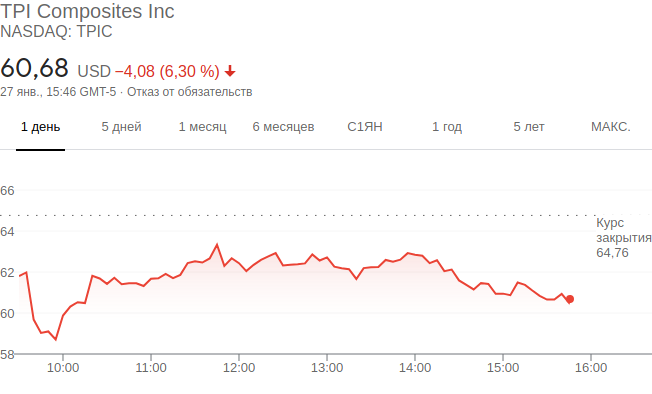 TPI Composites Inc
NASDAQ: TPIC
60,68 USD −4,08 (6,30 %)
27 янв., 15:46 GMT-5 · Отказ от обязательств
1 день 5 дней 1 месяц 6 месяцев С1ЯН 1 год 5 лет МАКС.
66
Курс
закрытия
64,76
64
62
60
58
10:00 11:00 12:00 13:00 14:00 15:00 16:00